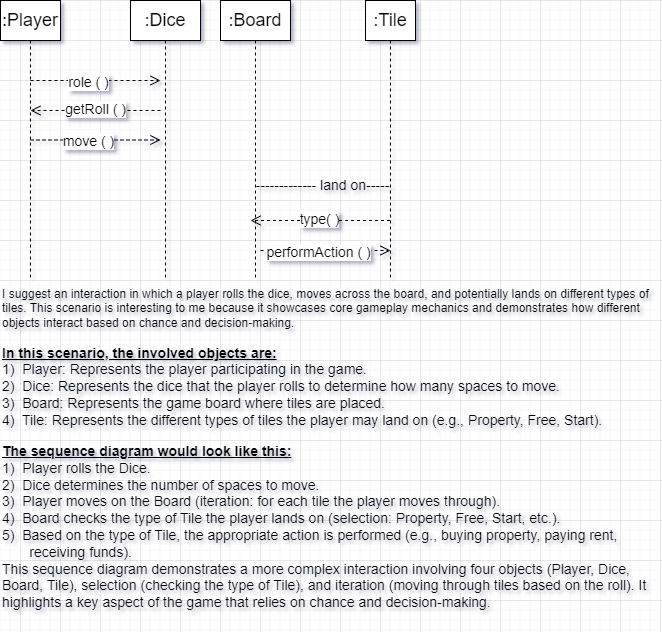 :Player :Dice :Board :Tile
role ( )
getRoll ( )
move ( )
land on
type( )
performAction ( )
I suggest an interaction in which a player rolls the dice, moves across the board, and potentially lands on different types of
tiles. This scenario is interesting to me because it showcases core gameplay mechanics and demonstrates how different
objects interact based on chance and decision-making.
In this scenario, the involved objects are:
1) Player: Represents the player participating in the game.
2) Dice: Represents the dice that the player rolls to determine how many spaces to move.
3) Board: Represents the game board where tiles are placed.
4) Tile: Represents the different types of tiles the player may land on (e.g., Property, Free, Start).
The sequence diagram would look like this:
1) Player rolls the Dice.
2) Dice determines the number of spaces to move.
3) Player moves on the Board (iteration: for each tile the player moves through).
4) Board checks the type of Tile the player lands on (selection: Property, Free, Start, etc.).
5) Based on the type of Tile, the appropriate action is performed (e.g., buying property, paying rent,
receiving funds).
This sequence diagram demonstrates a more complex interaction involving four objects (Player, Dice,
Board, Tile), selection (checking the type of Tile), and iteration (moving through tiles based on the roll). It
highlights a key aspect of the game that relies on chance and decision-making.